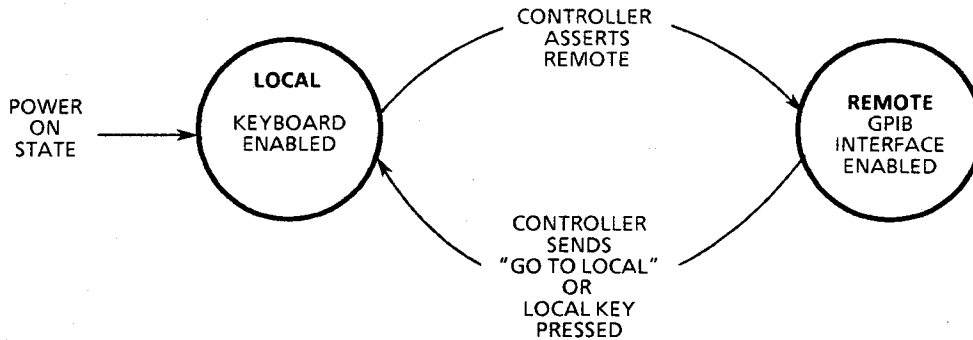 POWER
ON
STATE
LOCAL
KEYBOARD
ENABLED
CONTROLLER
ASSERTS
REMOTE
REMOTE
GPIB
INTERFACE
ENABLED
CONTROLLER
SENDS
"GO TO LOCAL"
OR
LOCAL KEY
PRESSED